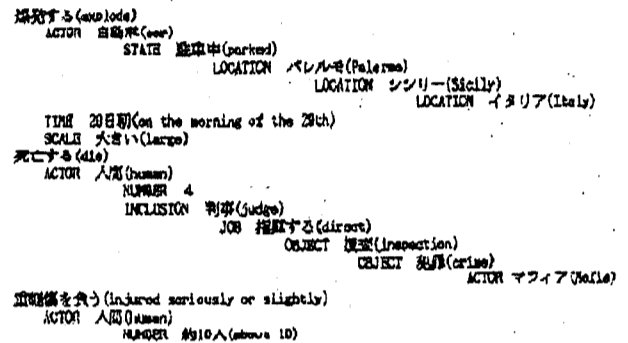 爆発する(explode)
ACTOR 自動車(car)
STATE 駐車中(parked)
LOCATION パレルモ(Palermo)
LOCATION シシリー(Sicily)
LOCATION イタリア(Italy)
TIME 29日朝(on the morning of the 29th)
SCALE 大きい(large)
死亡する(die)
ACTOR 人間(human)
NUMBER 4
INCLUSION 判事(judge)
JOB 指揮する(direct)
OBJECT 捜査(inspection)
OBJECT 犯罪(crime)
ACTOR マフィア(Mafia)
重軽傷を負う(injured seriously or slightly)
ACTOR 人間(human)
NUMBER 約10人(above 10)